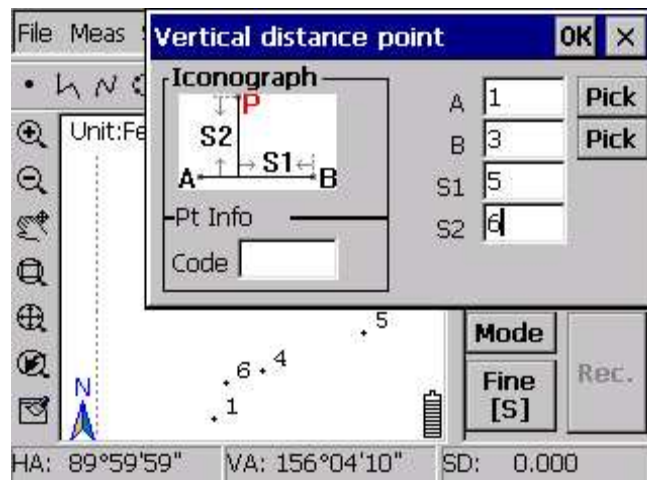 File Meas
Vertical distance point OK ×
Iconograph
P
S2
S1
A B
Pt Info
Code
A 1 Pick
B 3 Pick
S1 5
S2 6
Unit:Fe
5
4
6
1
N
Mode
Fine
[S]
Rec.
HA: 89°59'59" VA: 156°04'10" SD: 0.000